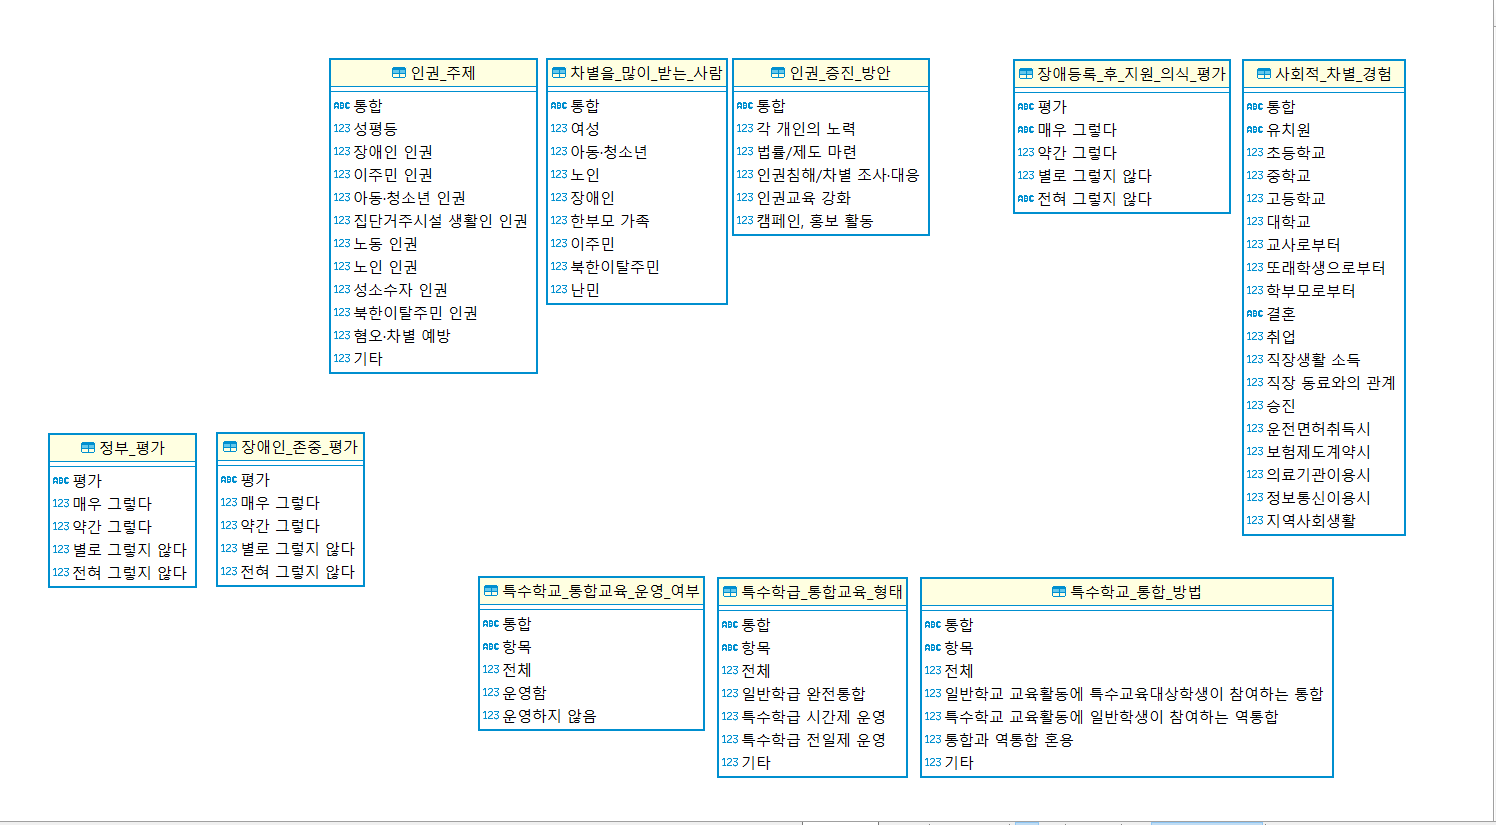 인권_주제
ABC 통합
123 성평등
123 장애인 인권
123 이주민 인권
123 아동·청소년 인권
123 집단거주시설 생활인 인권
123 노동 인권
123 노인 인권
123 성소수자 인권
123 북한이탈주민 인권
123 혐오·차별 예방
123 기타
차별을_많이_받는_사람
ABC 통합
123 여성
123 아동·청소년
123 노인
123 장애인
123 한부모 가족
123 이주민
123 북한이탈주민
123 난민
인권_증진_방안
ABC 통합
123 각 개인의 노력
123 법률/제도 마련
123 인권침해/차별 조사·대응
123 인권교육 강화
123 캠페인, 홍보 활동
장애등록_후_지원_의식_평가
ABC 평가
ABC 매우 그렇다
123 약간 그렇다
123 별로 그렇지 않다
ABC 전혀 그렇지 않다
사회적_차별_경험
ABC 통합
ABC 유치원
123 초등학교
123 중학교
123 고등학교
123 대학교
123 교사로부터
123 또래학생으로부터
123 학부모로부터
ABC 결혼
123 취업
123 직장생활 소득
123 직장 동료와의 관계
123 승진
123 운전면허취득시
123 보험제도계약시
123 의료기관이용시
123 정보통신이용시
123 지역사회생활
정부_평가
ABC 평가
123 매우 그렇다
123 약간 그렇다
123 별로 그렇지 않다
123 전혀 그렇지 않다
장애인_존중_평가
ABC 평가
123 매우 그렇다
123 약간 그렇다
123 별로 그렇지 않다
123 전혀 그렇지 않다
특수학교_통합교육_운영_여부
ABC 통합
ABC 항목
123 전체
123 운영함
123 운영하지 않음
특수학급_통합교육_형태
ABC 통합
ABC 항목
123 전체
123 일반학급 완전통합
123 특수학급 시간제 운영
123 특수학급 전일제 운영
123 기타
특수학교_통합_방법
ABC 통합
ABC 항목
123 전체
123 일반학교 교육활동에 특수교육대상학생이 참여하는 통합
123 특수학교 교육활동에 일반학생이 참여하는 역통합
123 통합과 역통합 혼용
123 기타